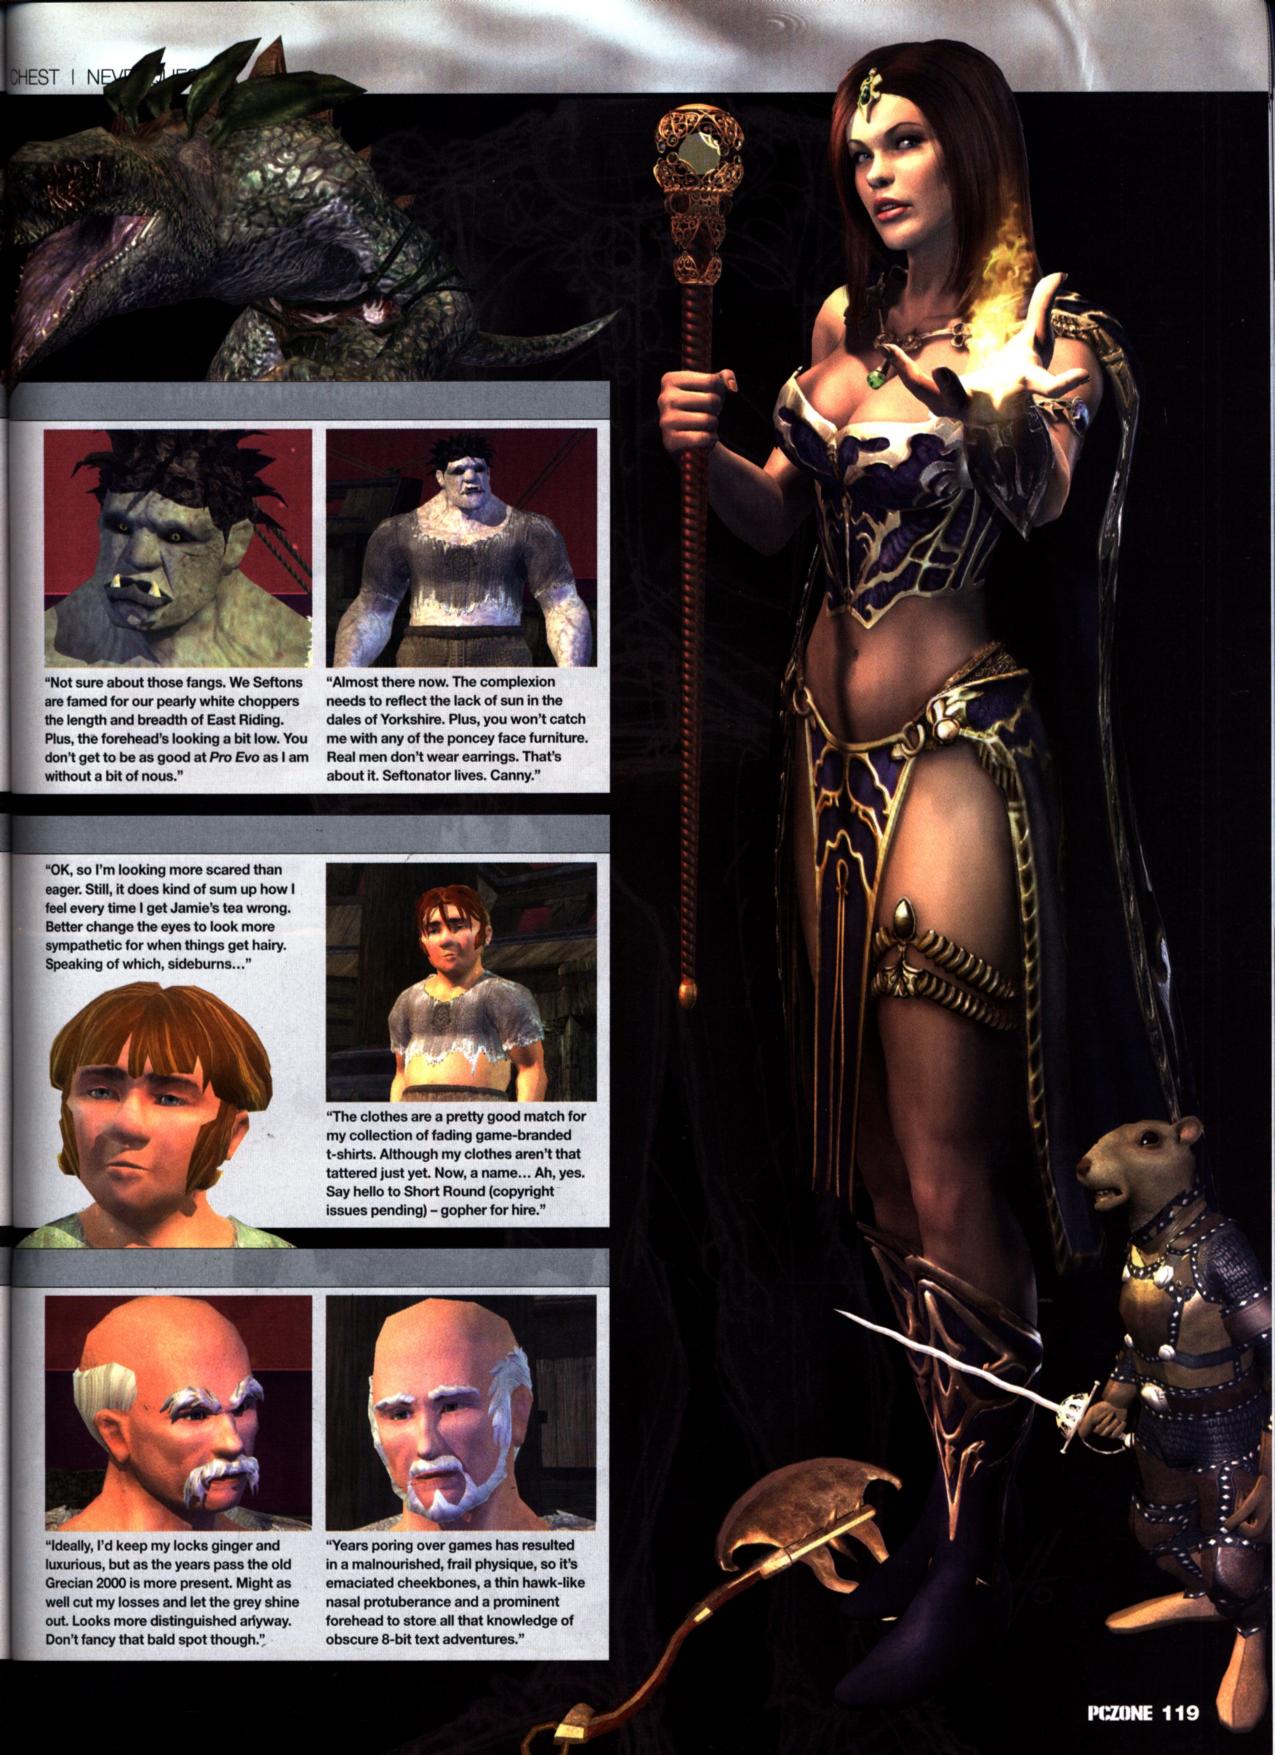 CHEST | NEVERQUEST
"Not sure about those fangs. We Seftons
are famed for our pearly white choppers
the length and breadth of East Riding.
Plus, the forehead's looking a bit low. You
don't get to be as good at Pro Evo as I am
without a bit of nous."
"Almost there now. The complexion
needs to reflect the lack of sun in the
dales of Yorkshire. Plus, you won't catch
me with any of the poncey face furniture.
Real men don't wear earrings. That's
about it. Seftonator lives. Canny."
"OK, so I'm looking more scared than
eager. Still, it does kind of sum up how I
feel every time I get Jamie's tea wrong.
Better change the eyes to look more
sympathetic for when things get hairy.
Speaking of which, sideburns..."
"The clothes are a pretty good match for
my collection of fading game-branded
t-shirts. Although my clothes aren't that
tattered just yet. Now, a name... Ah, yes.
Say hello to Short Round (copyright
issues pending) – gopher for hire."
"Ideally, I'd keep my locks ginger and
luxurious, but as the years pass the old
Grecian 2000 is more present. Might as
well cut my losses and let the grey shine
out. Looks more distinguished anyway.
Don't fancy that bald spot though."
"Years poring over games has resulted
in a malnourished, frail physique, so it's
emaciated cheekbones, a thin hawk-like
nasal protuberance and a prominent
forehead to store all that knowledge of
obscure 8-bit text adventures."
PCZONE 119